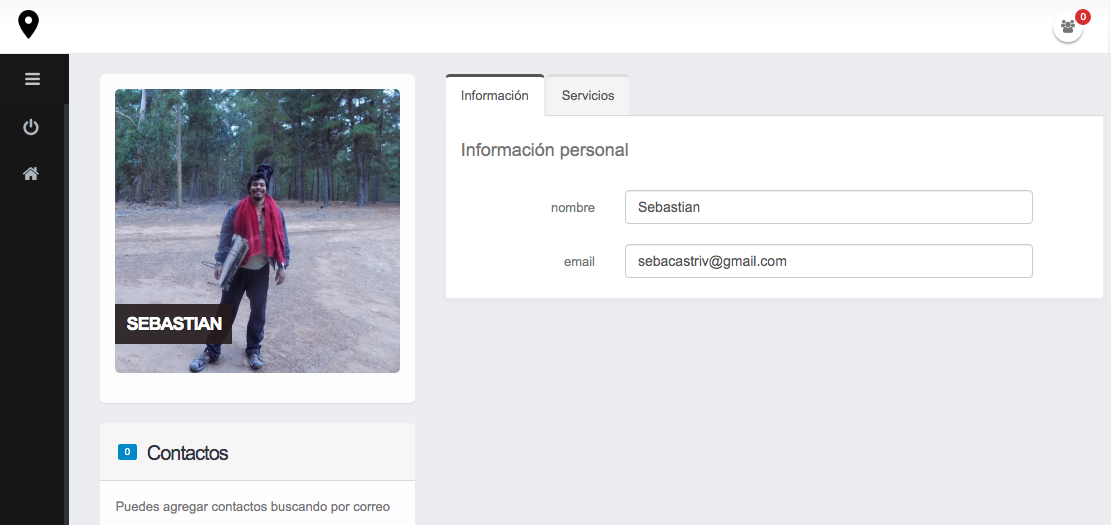 0
Información
Servicios
Información personal
nombre
Sebastian
email
sebacastriv@gmail.com
SEBASTIAN
0 Contactos
Puedes agregar contactos buscando por correo